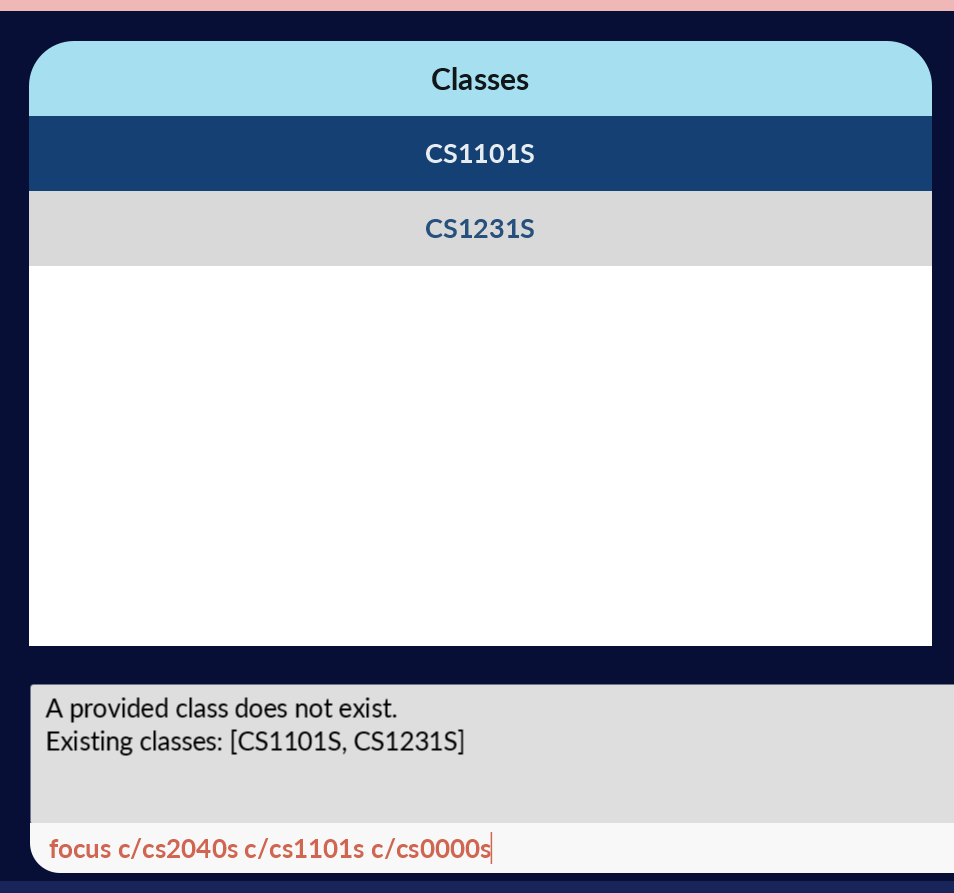 Classes
CS1101S
CS1231S
A provided class does not exist.
Existing classes: [CS1101S, CS1231S]
focus c/cs2040s c/cs1101s c/cs0000s